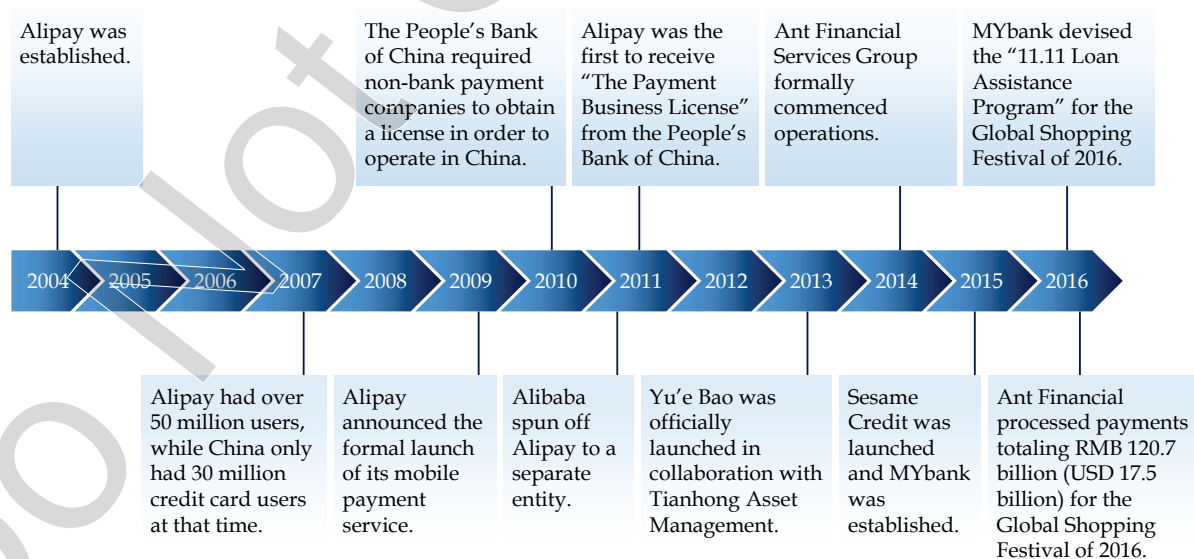 Alipay was
established.
The People’s Bank
of China required
non-bank payment
companies to obtain
a license in order to
operate in China.
Alipay was the
first to receive
“The Payment
Business License”
from the People’s
Bank of China.
Ant Financial
Services Group
formally
commenced
operations.
MYbank devised
the “11.11 Loan
Assistance
Program” for the
Global Shopping
Festival of 2016.
2004 2005 2006 2007 2008 2009 2010 2011 2012 2013 2014 2015 2016
Alipay had over
50 million users,
while China only
had 30 million
credit card users
at that time.
Alipay
announced the
formal launch
of its mobile
payment
service.
Alibaba
spun off
Alipay to a
separate
entity.
Yu’e Bao was
officially
launched in
collaboration with
Tianhong Asset
Management.
Sesame
Credit was
launched
and MYbank
was
established.
Ant Financial
processed payments
totaling RMB 120.7
billion (USD 17.5
billion) for the
Global Shopping
Festival of 2016.